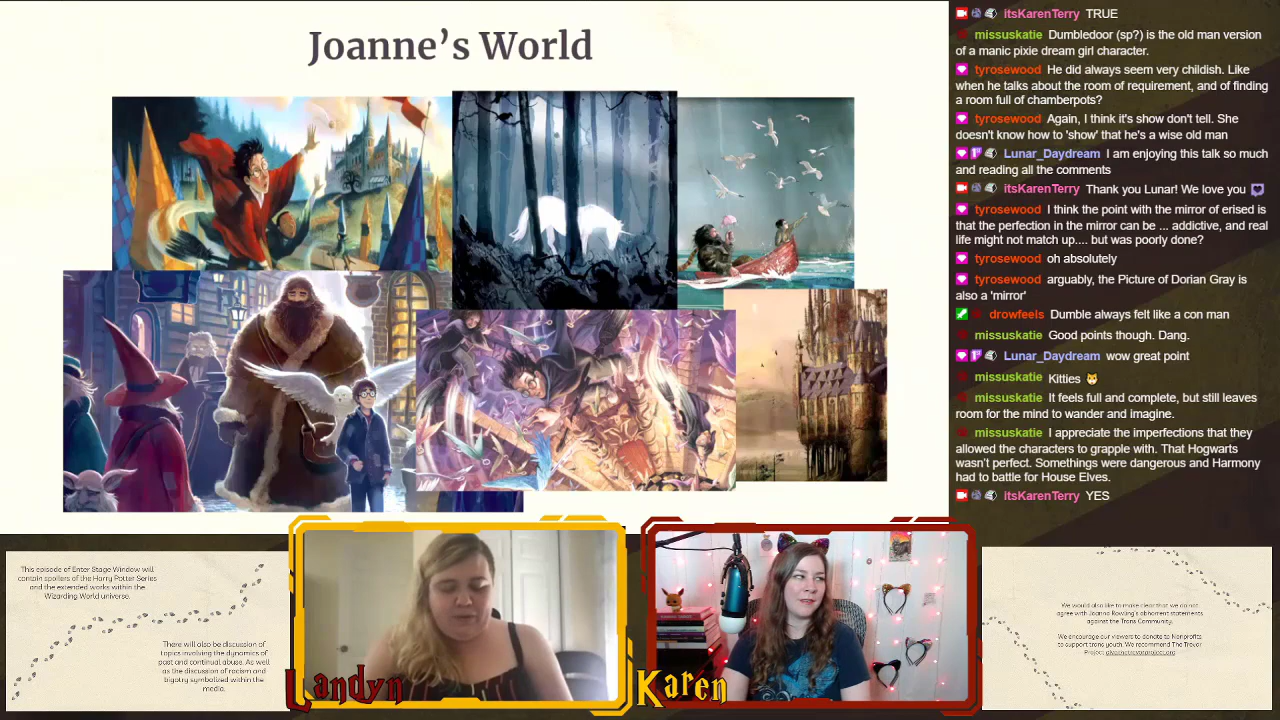 Joanne's World
itsKarenTerry TRUE
missuskatie Dumbledoor (sp?) is the old man version
of a manic pixie dream girl character.
tyrosewood He did always seem very childish. Like
when he talks about the room of requirement, and of finding
a room full of chamberpots?
tyrosewood Again, I think it's show don't tell. She
doesn't know how to 'show' that he's a wise old man
Lunar_Daydream I am enjoying this talk so much
and reading all the comments
itsKarenTerry Thank you Lunar! We love you
tyrosewood I think the point with the mirror of erised is
that the perfection in the mirror can be ... addictive, and real
life might not match up.... but was poorly done?
tyrosewood oh absolutely
tyrosewood arguably, the Picture of Dorian Gray is
also a 'mirror'
drowfeels Dumble always felt like a con man
missuskatie Good points though. Dang.
Lunar_Daydream wow great point
missuskatie Kitties
missuskatie It feels full and complete, but still leaves
room for the mind to wander and imagine.
missuskatie I appreciate the imperfections that they
allowed the characters to grapple with. That Hogwarts
wasn't perfect. Somethings were dangerous and Harmony
had to battle for House Elves.
itsKarenTerry YES
This episode of Enter Stage Window will
contain spoilers of the Harry Potter Series
and the extended works within the
Wizarding World universe.
There will also be discussion of
topics involving the dynamics of
past and continual abuse. As well
as the discussion of racism and
bigotry symbolized within the
media.
Landyn
Karen
We would also like to make clear that we do not
agree with Joanne Rowling's abhorrent statements
against the Trans Community.
We encourage our viewers to donate to Nonprofits
to support trans youth. We recommend The Trevor
Project